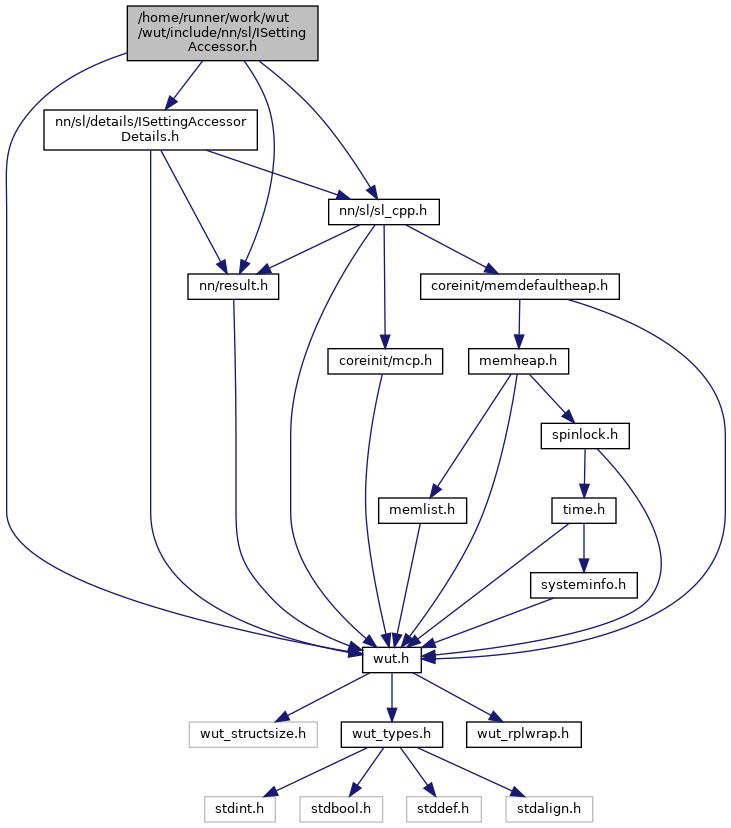 /home/runner/work/wut
/wut/include/nn/sl/ISetting
Accessor.h
nn/sl/details/ISettingAccessor
Details.h
nn/sl/sl_cpp.h
nn/result.h
coreinit/memdefaultheap.h
coreinit/mcp.h
memheap.h
spinlock.h
memlist.h
time.h
systeminfo.h
wut.h
wut_structsize.h
wut_types.h
wut_rplwrap.h
stdint.h
stdbool.h
stddef.h
stdalign.h